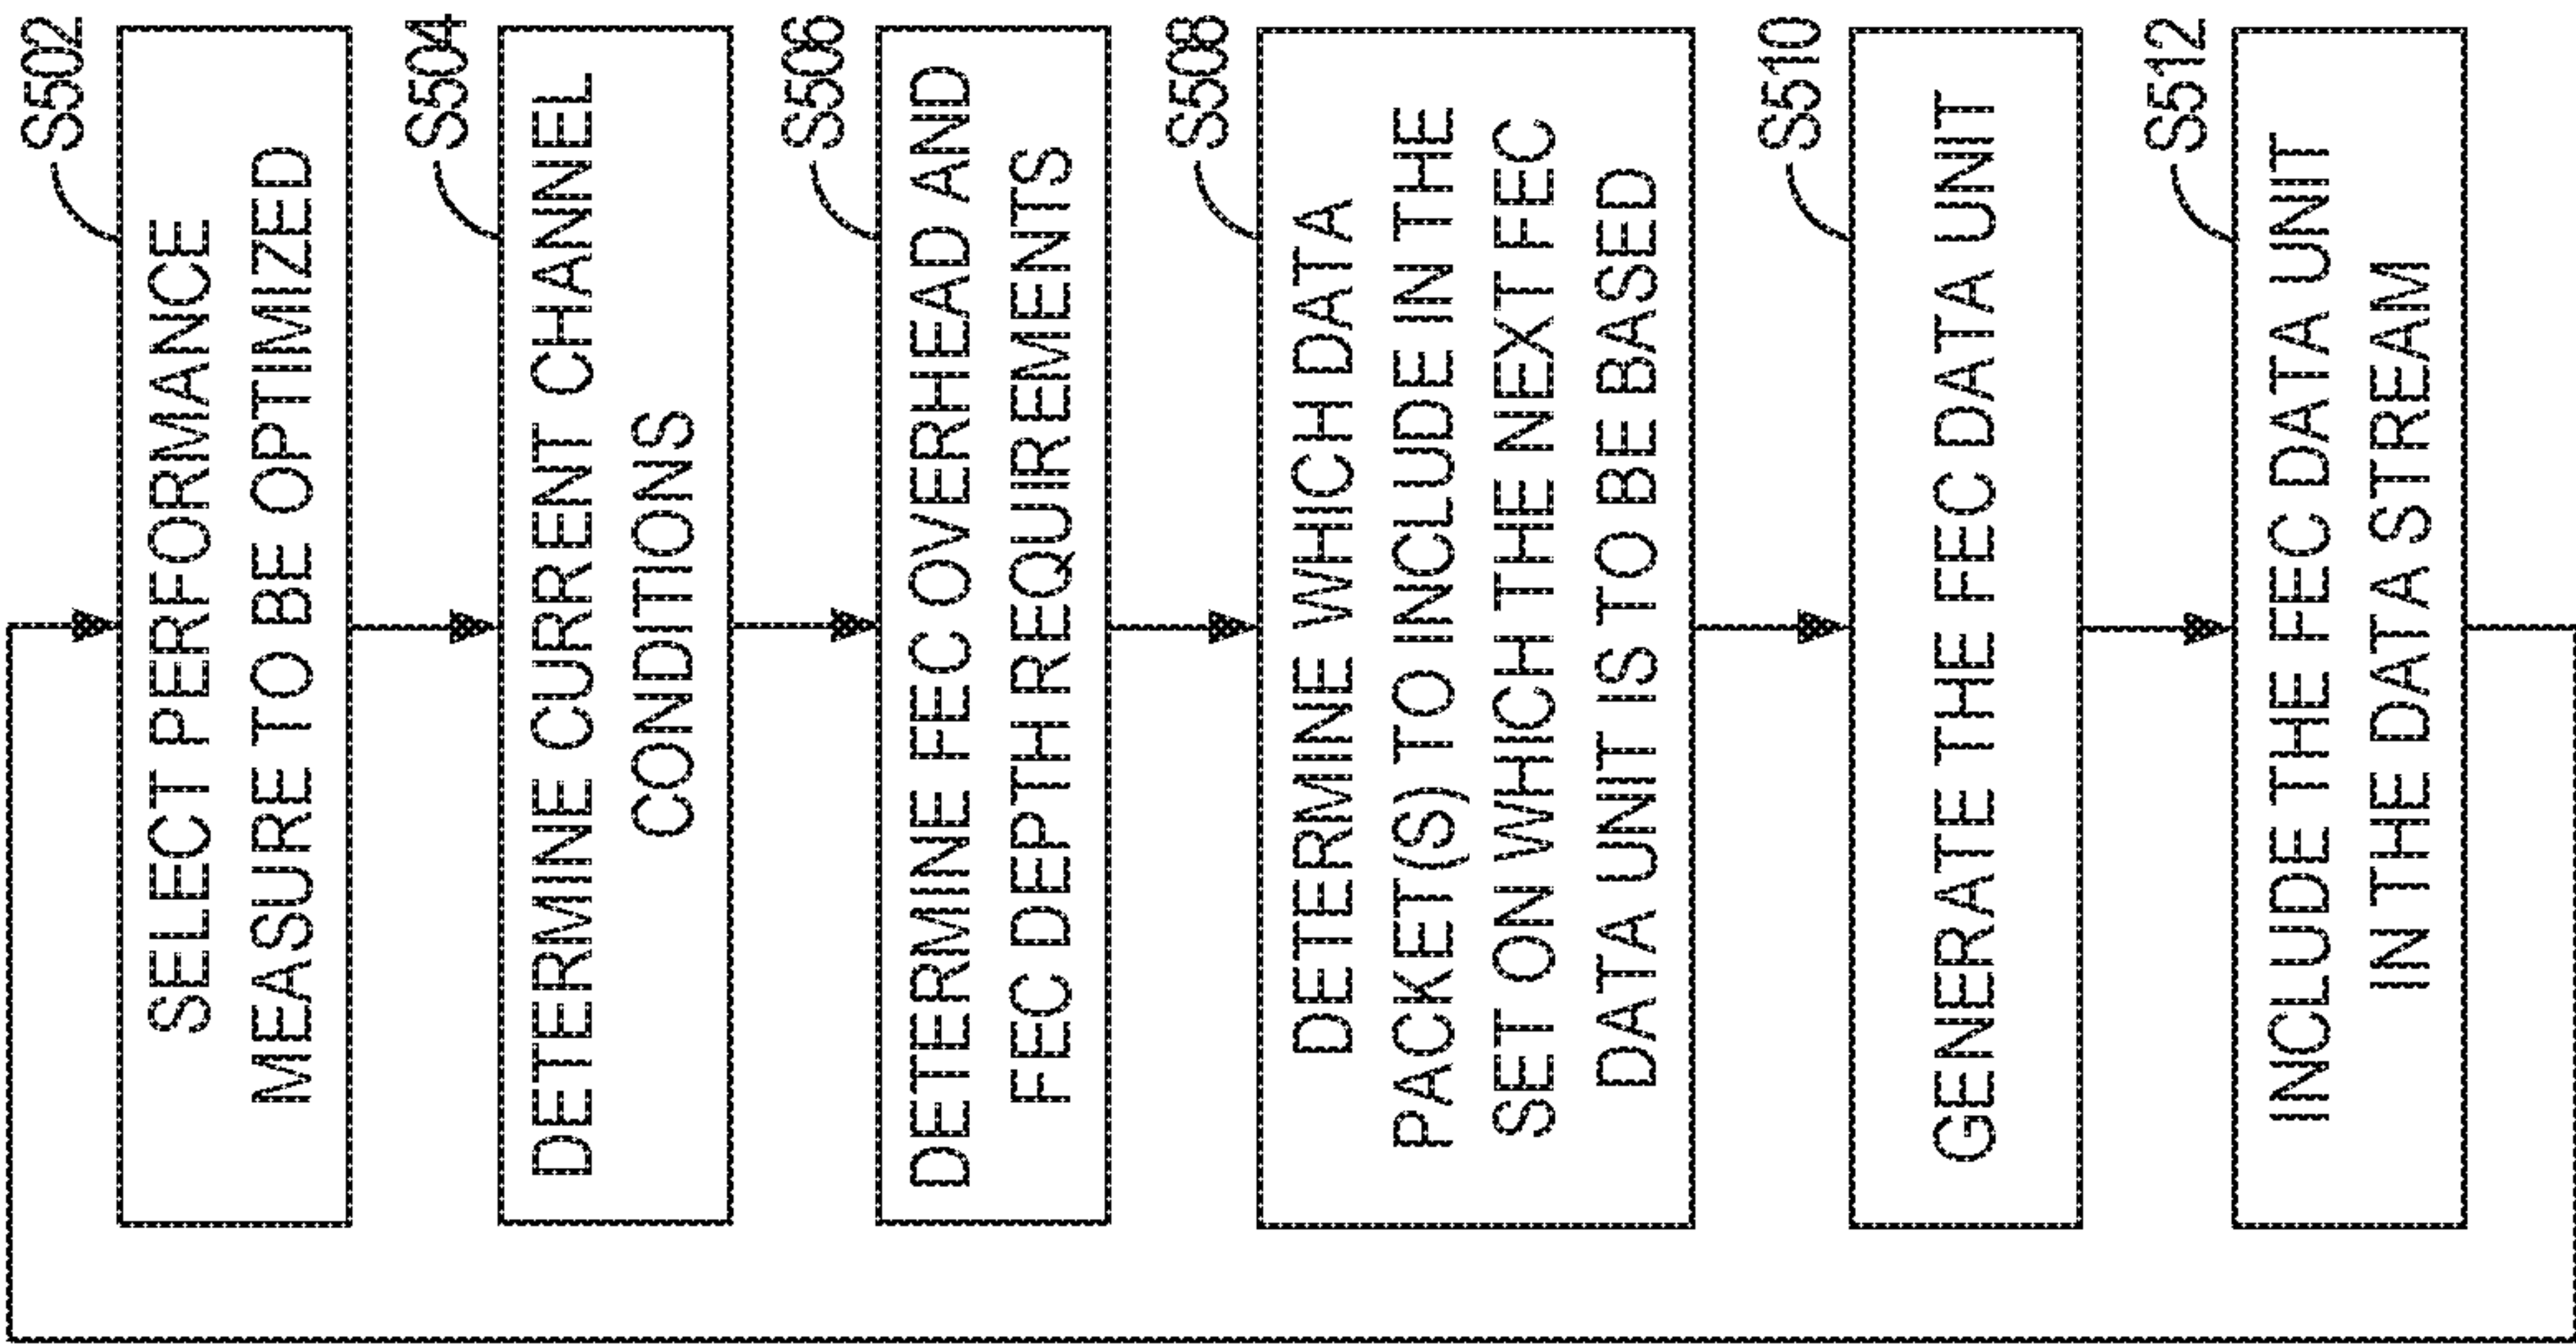 S502
SELECT PERFORMANCE
MEASURE TO BE OPTIMIZED
S504
DETERMINE CURRENT CHANNEL
CONDITIONS
S506
DETERMINE FEC OVERHEAD AND
FEC DEPTH REQUIREMENTS
S508
DETERMINE WHICH DATA
PACKET(S) TO INCLUDE IN THE
SET ON WHICH THE NEXT FEC
DATA UNIT IS TO BE BASED
S510
GENERATE THE FEC DATA UNIT
S512
INCLUDE THE FEC DATA UNIT
IN THE DATA STREAM